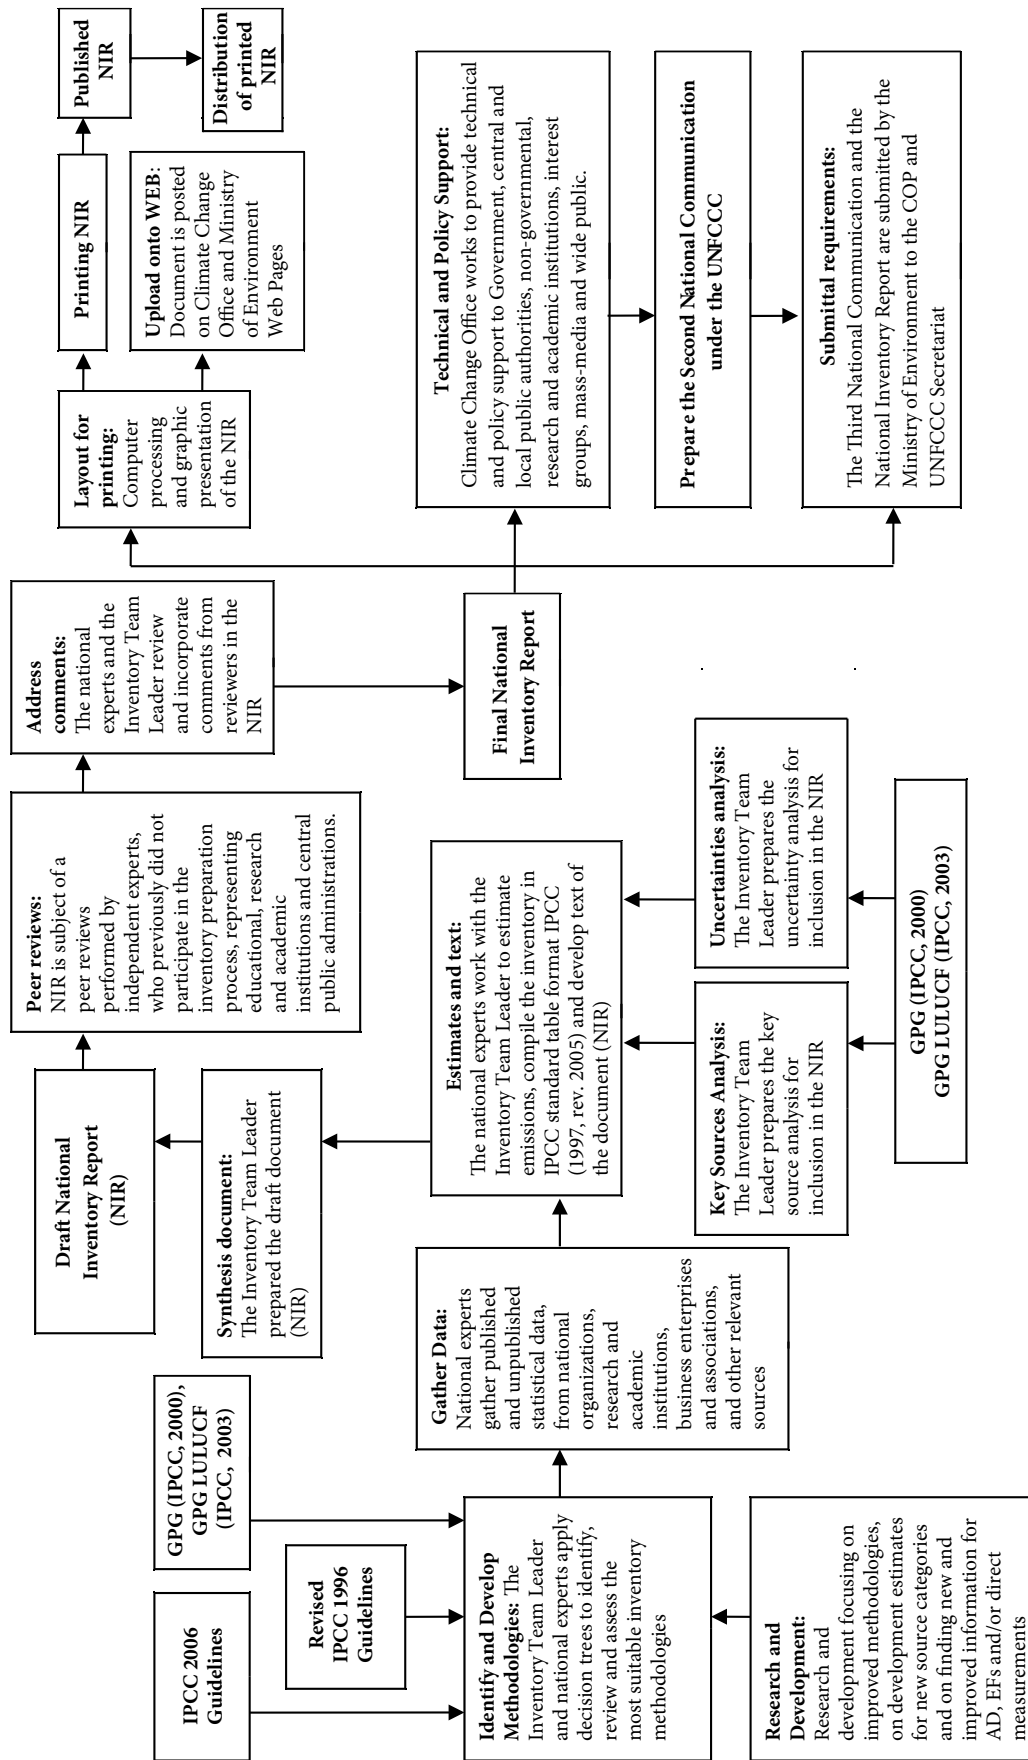 IPCC 2006
Guidelines
Revised
IPCC 1996
Guidelines
GPG (IPCC, 2000),
GPG LULUCF
(IPCC, 2003)
Identify and Develop
Methodologies: The
Inventory Team Leader
and national experts apply
decision trees to identify,
review and assess the
most suitable inventory
methodologies
Research and
Development:
Research and
development focusing on
improved methodologies,
on development estimates
for new source categories
and on finding new and
improved information for
AD, EFs and/or direct
measurements
Gather Data:
National experts
gather published
and unpublished
statistical data,
from national
organizations,
research and
academic
institutions,
business enterprises
and associations,
and other relevant
sources
Estimates and text:
The national experts work with the
Inventory Team Leader to estimate
emissions, compile the inventory in
IPCC standard table format IPCC
(1997, rev. 2005) and develop text of
the document (NIR)
Key Sources Analysis:
The Inventory Team
Leader prepares the key
source analysis for
inclusion in the NIR
Uncertainties analysis:
The Inventory Team
Leader prepares the
uncertainty analysis for
inclusion in the NIR
GPG (IPCC, 2000)
GPG LULUCF (IPCC, 2003)
Synthesis document:
The Inventory Team Leader
prepared the draft document
(NIR)
Draft National
Inventory Report
(NIR)
Peer reviews:
NIR is subject of a
peer reviews
performed by
independent experts,
who previously did not
participate in the
inventory preparation
process, representing
educational, research
and academic
institutions and central
public administrations.
Address
comments:
The national
experts and the
Inventory Team
Leader review
and incorporate
comments from
reviewers in the
NIR
Final National
Inventory Report
Layout for
printing:
Computer
processing
and graphic
presentation
of the NIR
Printing NIR
Published
NIR
Distribution
of printed
NIR
Upload onto WEB:
Document is posted
on Climate Change
Office and Ministry
of Environment
Web Pages
Technical and Policy Support:
Climate Change Office works to provide technical
and policy support to Government, central and
local public authorities, non-governmental,
research and academic institutions, interest
groups, mass-media and wide public.
Prepare the Second National Communication
under the UNFCCC
Submittal requirements:
The Third National Communication and the
National Inventory Report are submitted by the
Ministry of Environment to the COP and
UNFCCC Secretariat